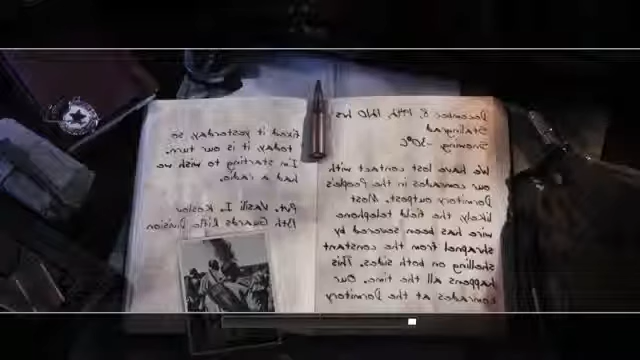 December 8, hrs
Stalingrad
Snowing,
We have lost contact with
our comrades in the People's
Dormitory outpost. Most
likely the field telephone
wire has been severed by
shrapnel from the constant
shelling on both sides. This
happens all the time. Our
comrades at the Dormitory
fixed it yesterday, so
today it is our turn.
I'm starting to wish we
had a radio.
Pvt. Vasili I. Koslov
13th Guards Rifle Division